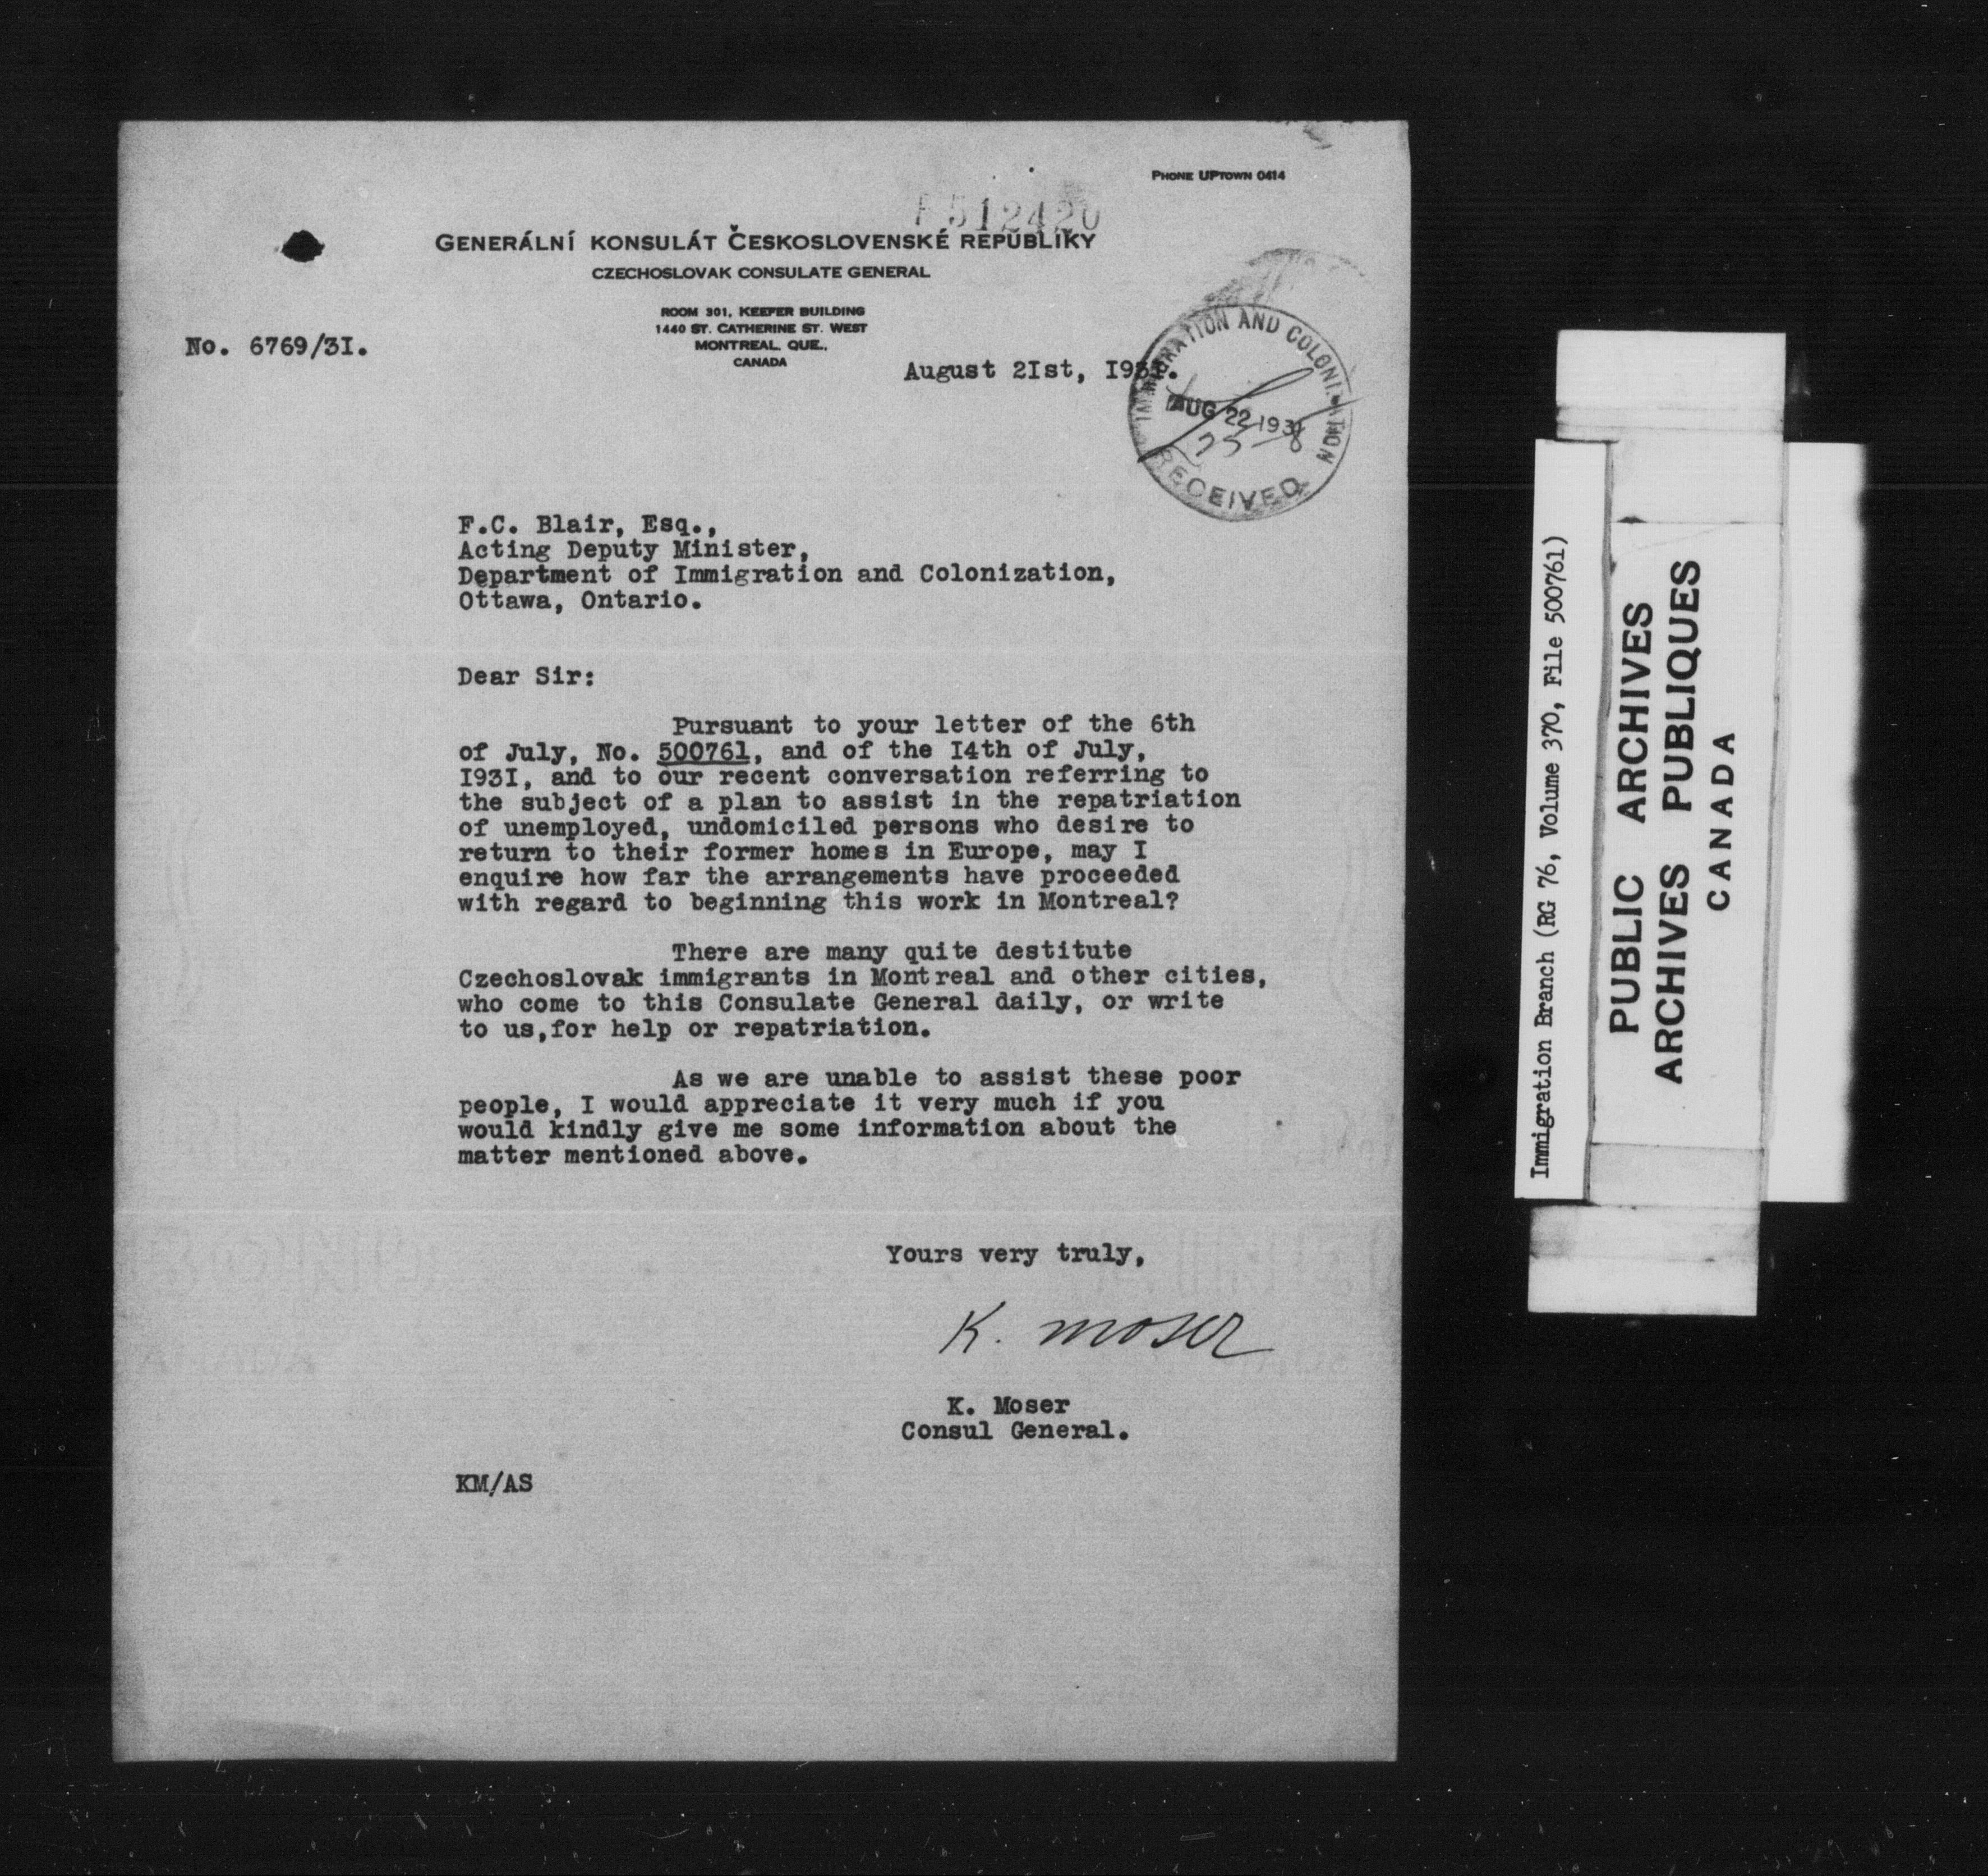 PHONE UPTOWN 0414
512420
GENERÁLNÍ KONSULÁT ČESKOSLOVENSKÉ REPUBLIKY
CZECHOSLOVAK CONSULATE GENERAL
ROOM 301, KEEFER BUILDING
1440 ST. CATHERINE ST. WEST
MONTREAL. QUE.,
CANADA
No. 6769/3I.
August 2Ist, I93I.
IMMIGRATION AND COLONIZATION
AUG 22 1931
RECEIVED
F.C. Blair, Esq.,
Acting Deputy Minister,
Department of Immigration and Colonization,
Ottawa, Ontario.
Dear Sir:
Pursuant to your letter of the 6th
of July, No. 500761, and of the I4th of July,
I93I, and to our recent conversation referring to
the subject of a plan to assist in the repatriation
of unemployed, undomiciled persons who desire to
return to their former homes in Europe, may I
enquire how far the arrangements have proceeded
with regard to beginning this work in Montreal?
There are many quite destitute
Czechoslovak immigrants in Montreal and other cities,
who come to this Consulate General daily, or write
to us,for help or repatriation.
As we are unable to assist these poor
people, I would appreciate it very much if you
would kindly give me some information about the
matter mentioned above.
Yours very truly,
K. Moser
K. Moser
Consul General.
KM/AS
Immigration Branch (RG 76, Volume 370, File 500761)
PUBLIC ARCHIVES
ARCHIVES PUBLIQUES
CANADA